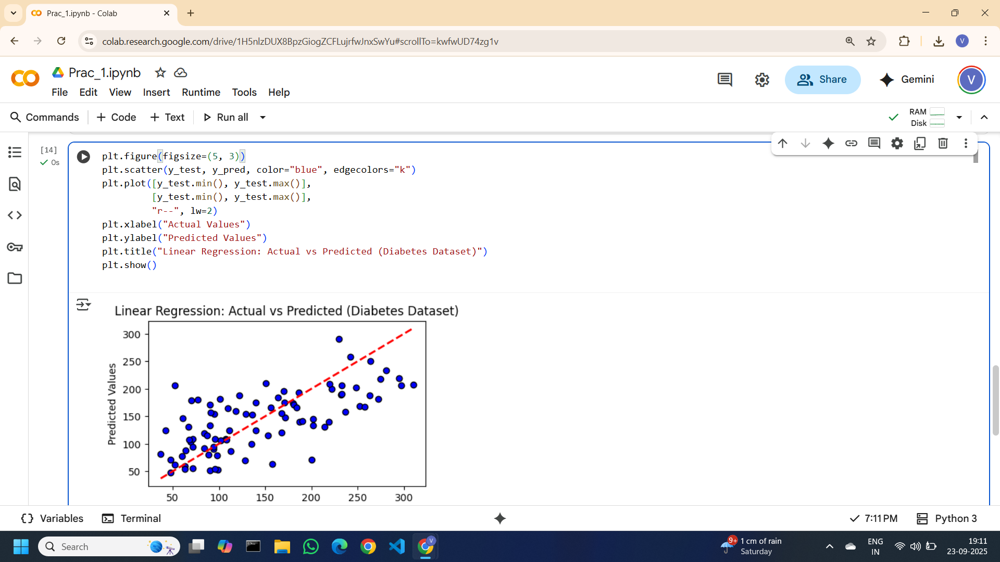 Prac_1.ipynb - Colab
colab.research.google.com/drive/1H5nlzDUX8BpzGiogZCFLujrfwJnxSwYu#scrollTo=kwfwUD74zg1v
V
Prac_1.ipynb
File Edit View Insert Runtime Tools Help
Share
Gemini
V
Commands + Code + Text Run all
RAM
Disk
[14]
0s
plt.figure(figsize=(5, 3))
plt.scatter(y_test, y_pred, color="blue", edgecolors="k")
plt.plot([y_test.min(), y_test.max()],
         [y_test.min(), y_test.max()],
         "r--", lw=2)
plt.xlabel("Actual Values")
plt.ylabel("Predicted Values")
plt.title("Linear Regression: Actual vs Predicted (Diabetes Dataset)")
plt.show()
Linear Regression: Actual vs Predicted (Diabetes Dataset)
Predicted Values
300
250
200
150
100
50
50 100 150 200 250 300
{} Variables Terminal
7:11 PM Python 3
Search
V
9+
1 cm of rain
Saturday
ENG
IN
19:11
23-09-2025